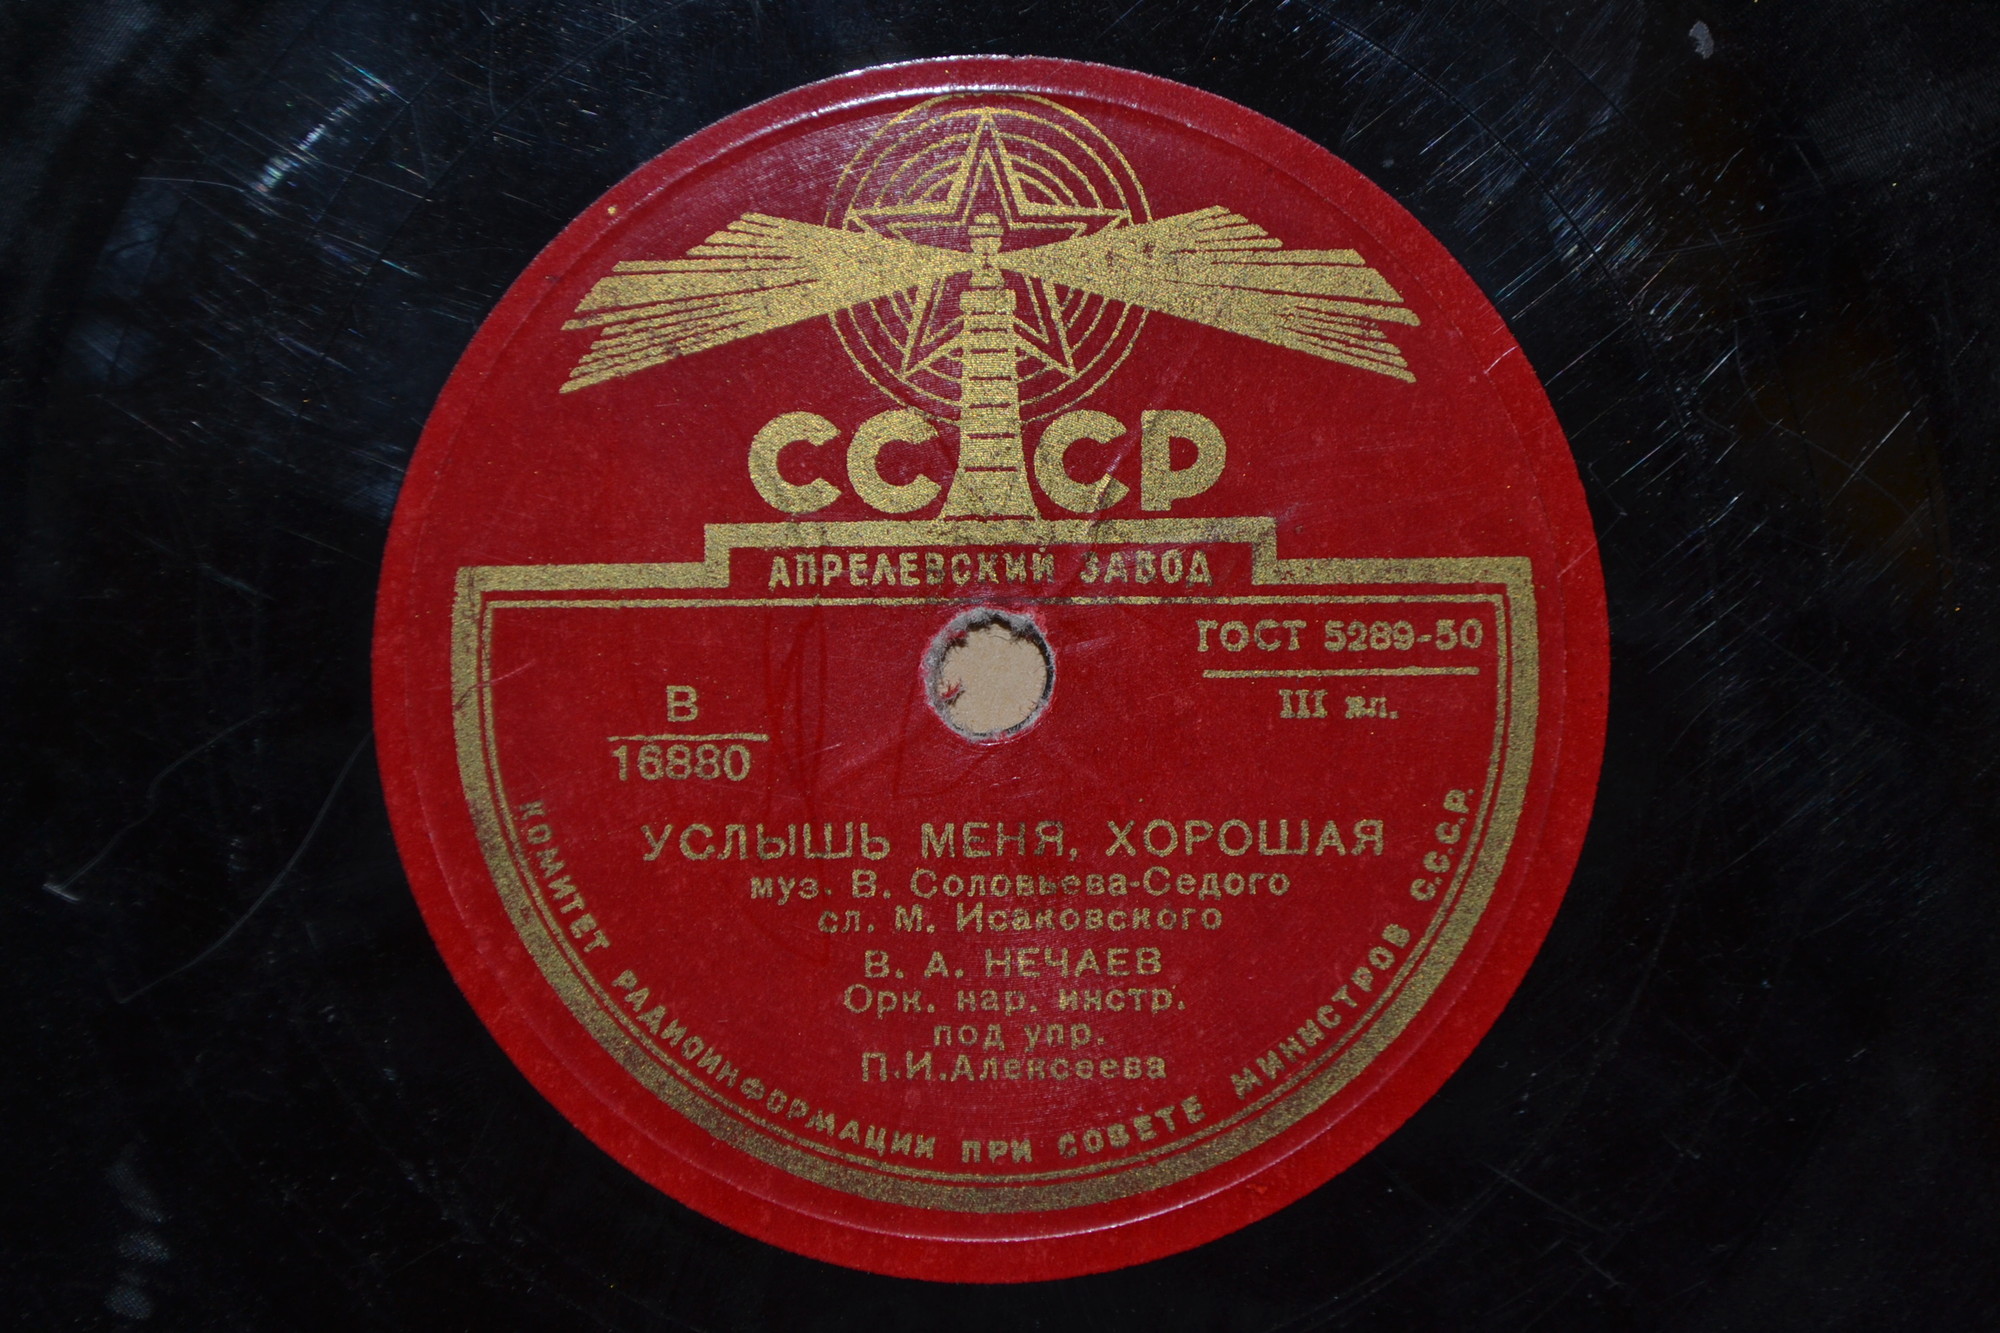 СССР
АПРЕЛЕВСКИЙ ЗАВОД
ГОСТ 5289-50
III вл.
В
16880
УСЛЫШЬ МЕНЯ, ХОРОШАЯ
муз. В. Соловьева-Седого
сл. М. Исаковского
В. А. НЕЧАЕВ
Орк. нар. инстр.
под упр.
П.И.Алексеева
КОМИТЕТ РАДИОИНФОРМАЦИИ ПРИ СОВЕТЕ МИНИСТРОВ С.С.С.Р.